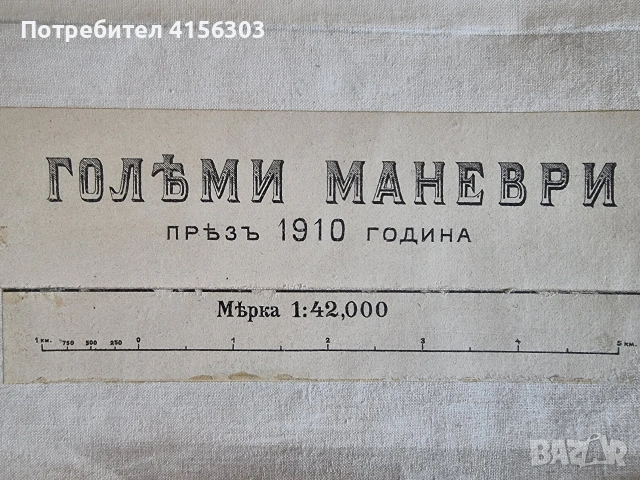 Потребител 4156303
ГОЛѢМИ МАНЕВРИ
ПРѢЗЪ 1910 ГОДИНА
Мѣрка 1:42,000
1 км. 750 500 250 0 1 2 3 4 5 км.
BAZAR